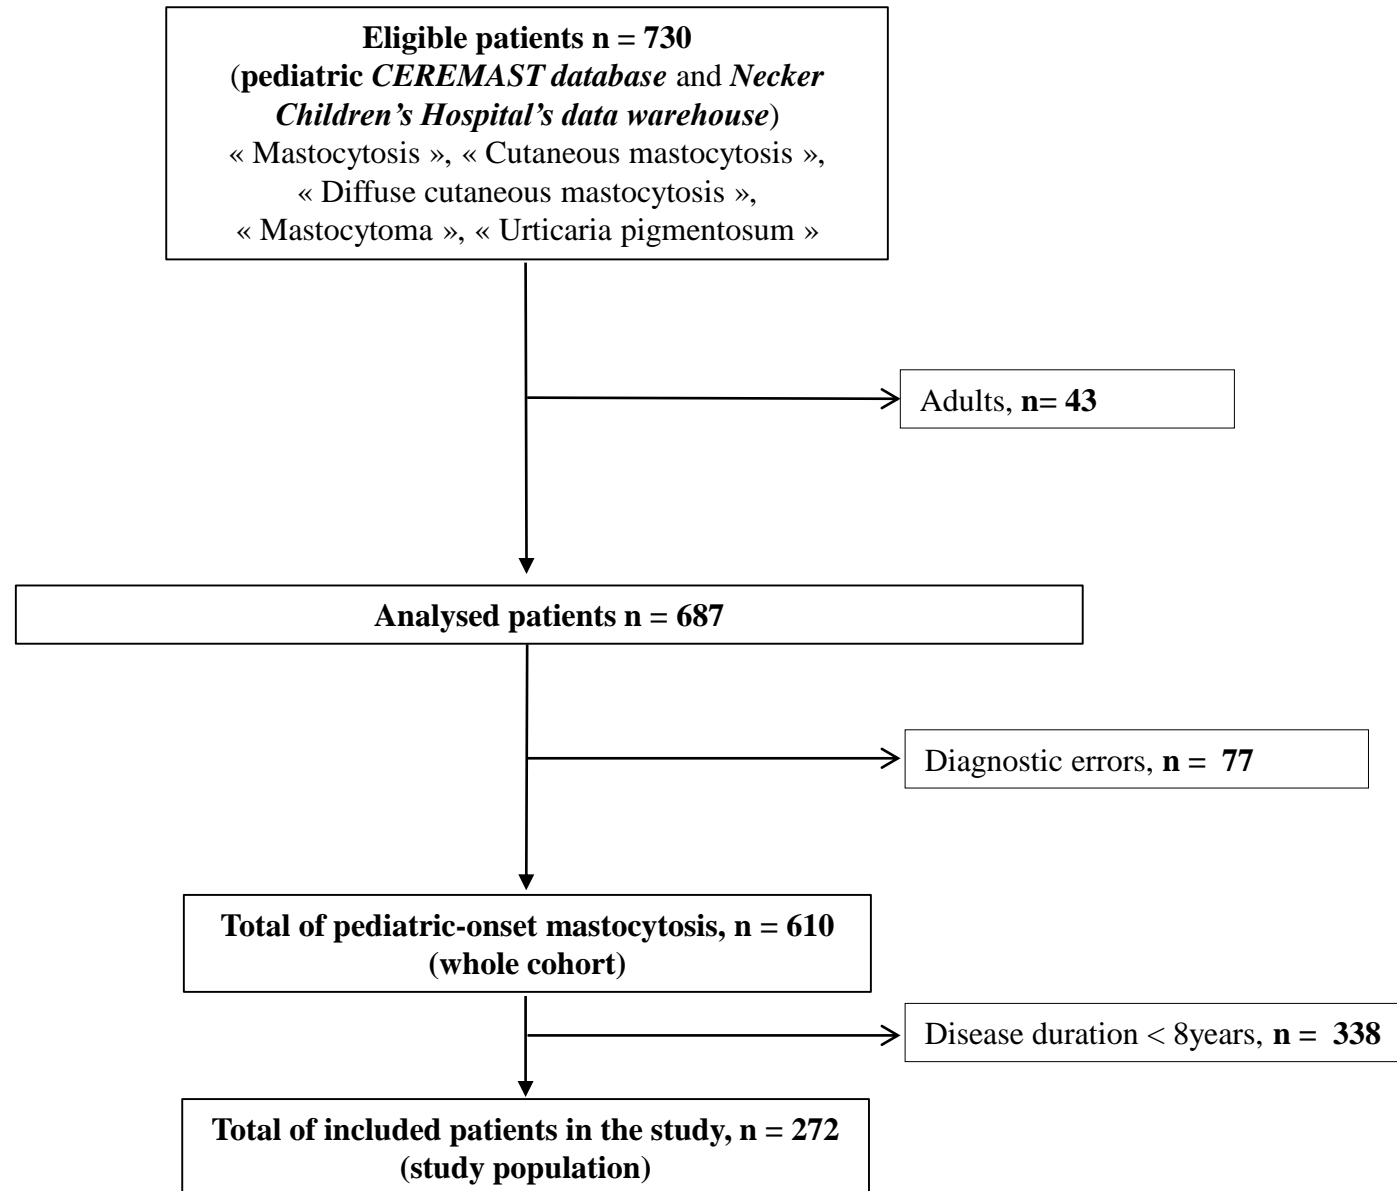 Eligible patients n = 730
(pediatric CEREMAST database and Necker
Children’s Hospital’s data warehouse)
« Mastocytosis », « Cutaneous mastocytosis »,
« Diffuse cutaneous mastocytosis »,
« Mastocytoma », « Urticaria pigmentosum »
Adults, n= 43
Analysed patients n = 687
Diagnostic errors, n =  77
Total of pediatric-onset mastocytosis, n = 610
(whole cohort)
Disease duration < 8years, n =  338
Total of included patients in the study, n = 272
(study population)